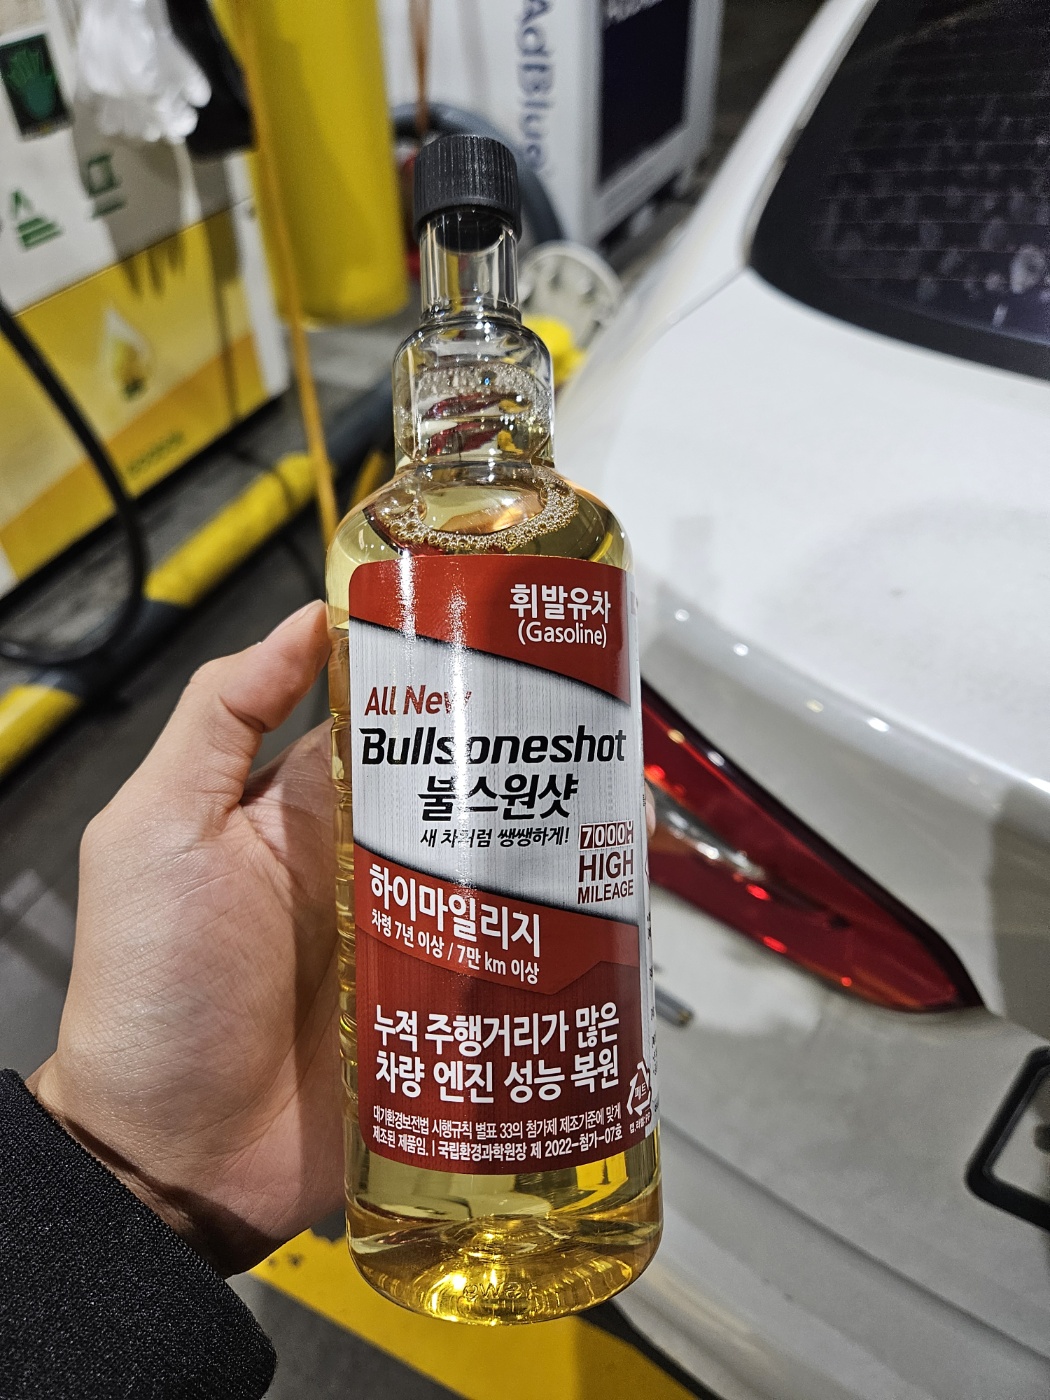 AdBlue
휘발유차
(Gasoline)
All New
Bullsoneshot
불스원샷
새 차처럼 쌩쌩하게!
HIGH
MILEAGE
하이마일리지
차령 7년 이상 / 7만 km 이상
누적 주행거리가 많은
차량 엔진 성능 복원
대기환경보전법 시행규칙 별표 33의 첨가제 제조기준에 맞게
제조된 제품임. | 국립환경과학원장 제 2022-첨가-07호